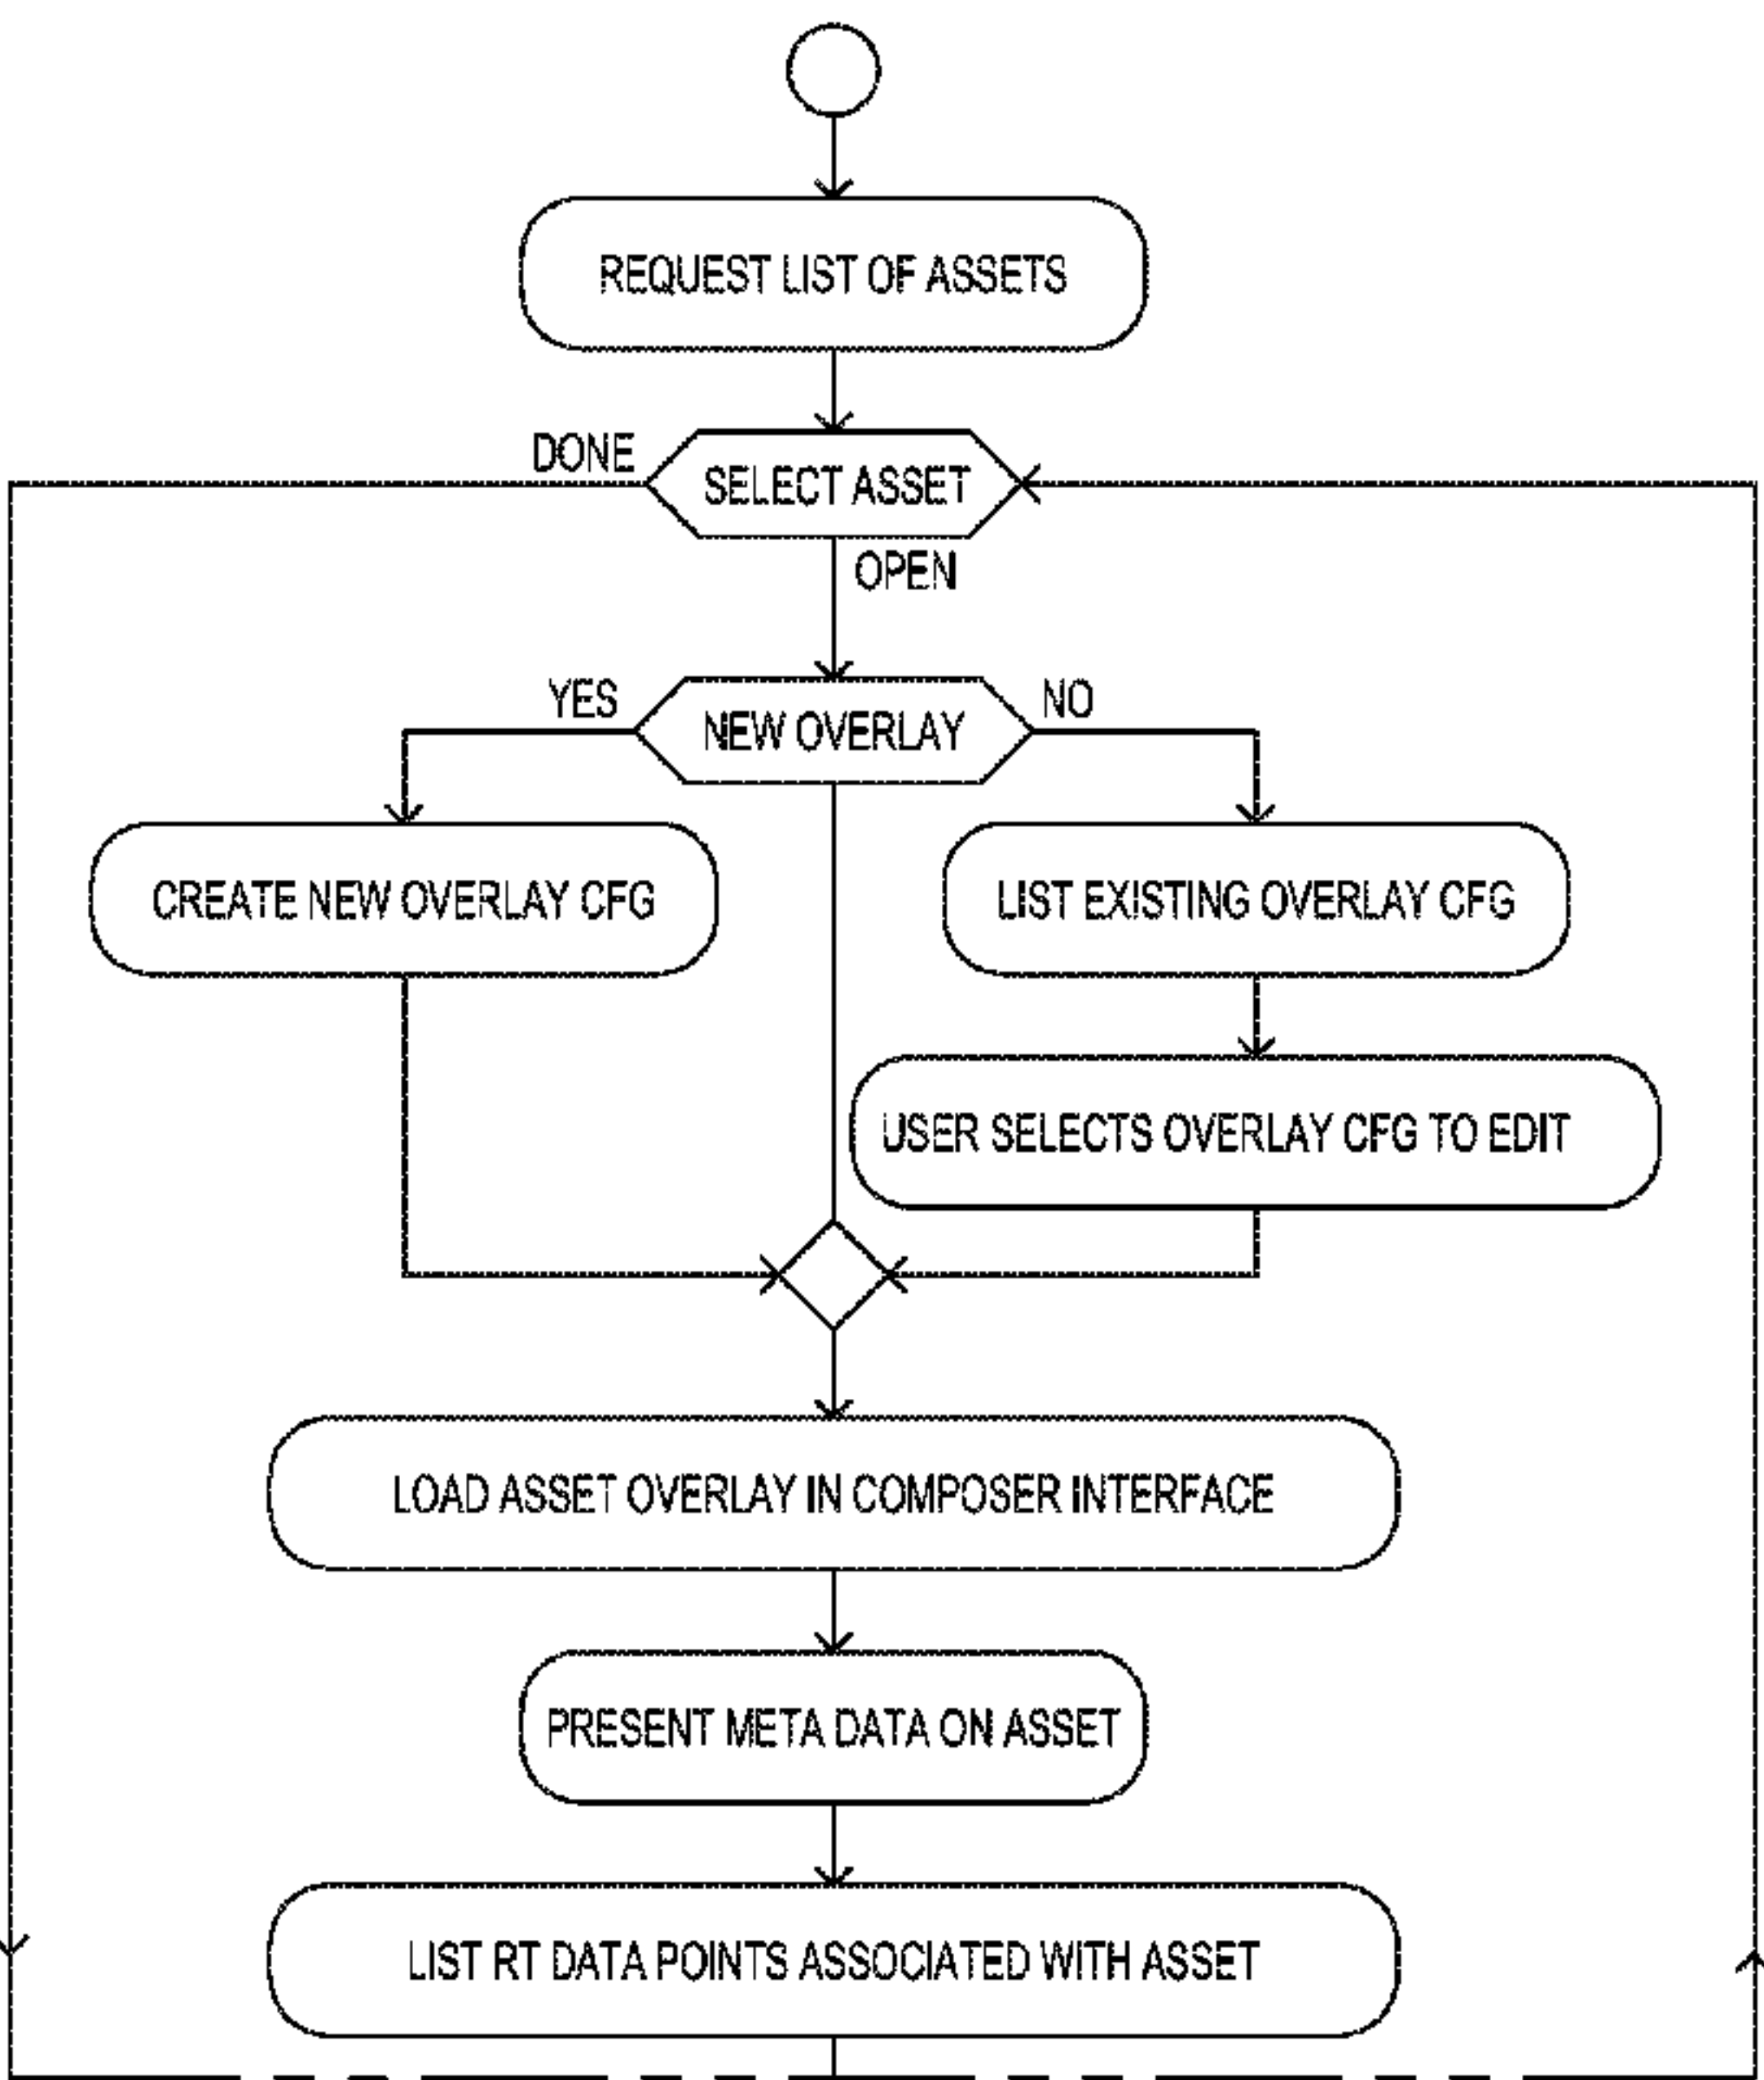 REQUEST LIST OF ASSETS
DONE
SELECT ASSET
OPEN
YES
NEW OVERLAY
NO
CREATE NEW OVERLAY CFG
LIST EXISTING OVERLAY CFG
USER SELECTS OVERLAY CFG TO EDIT
LOAD ASSET OVERLAY IN COMPOSER INTERFACE
PRESENT META DATA ON ASSET
LIST RT DATA POINTS ASSOCIATED WITH ASSET